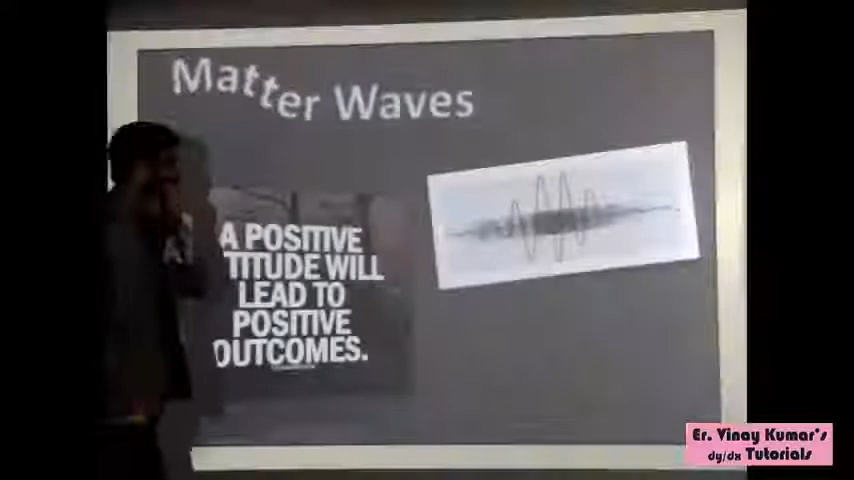 Matter Waves
A POSITIVE
TITUDE WILL
LEAD TO
POSITIVE
OUTCOMES.
Er. Vinay Kumar's
dy/dx Tutorials